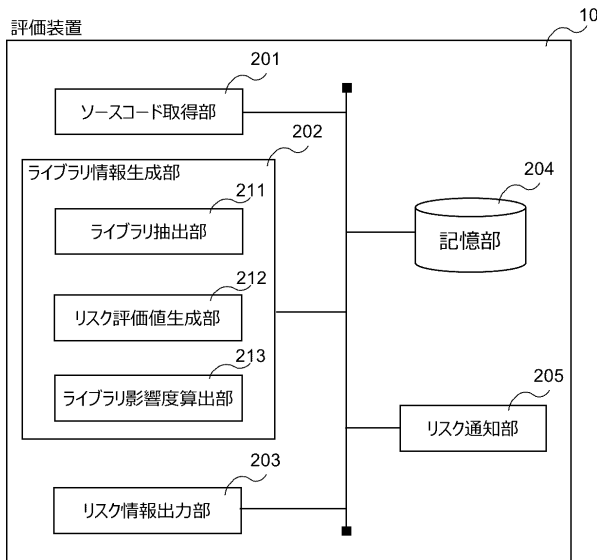 評価装置
10
201
ソースコード取得部
202
ライブラリ情報生成部
211
ライブラリ抽出部
212
リスク評価値生成部
213
ライブラリ影響度算出部
203
リスク情報出力部
204
記憶部
205
リスク通知部